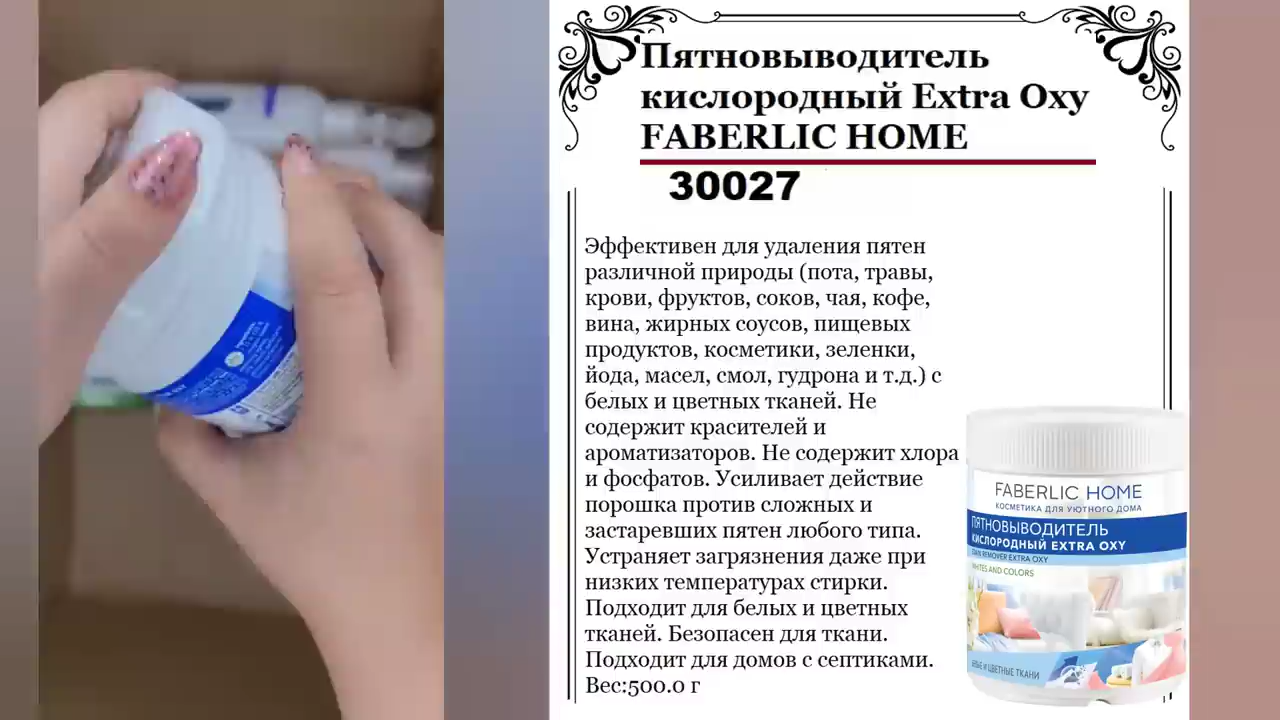 Пятновыводитель
кислородный Extra Oxy
FABERLIC HOME
30027
Эффективен для удаления пятен
различной природы (пота, травы,
крови, фруктов, соков, чая, кофе,
вина, жирных соусов, пищевых
продуктов, косметики, зеленки,
йода, масел, смол, гудрона и т.д.) с
белых и цветных тканей. Не
содержит красителей и
ароматизаторов. Не содержит хлора
и фосфатов. Усиливает действие
порошка против сложных и
застаревших пятен любого типа.
Устраняет загрязнения даже при
низких температурах стирки.
Подходит для белых и цветных
тканей. Безопасен для ткани.
Подходит для домов с септиками.
Вес:500.0 г
FABERLIC HOME
КОСМЕТИКА ДЛЯ УЮТНОГО ДОМА
ПЯТНОВЫВОДИТЕЛЬ
КИСЛОРОДНЫЙ EXTRA OXY
REMOVER EXTRA OXY
WHITES AND COLORS
И ЦВЕТНЫЕ ТКАНИ